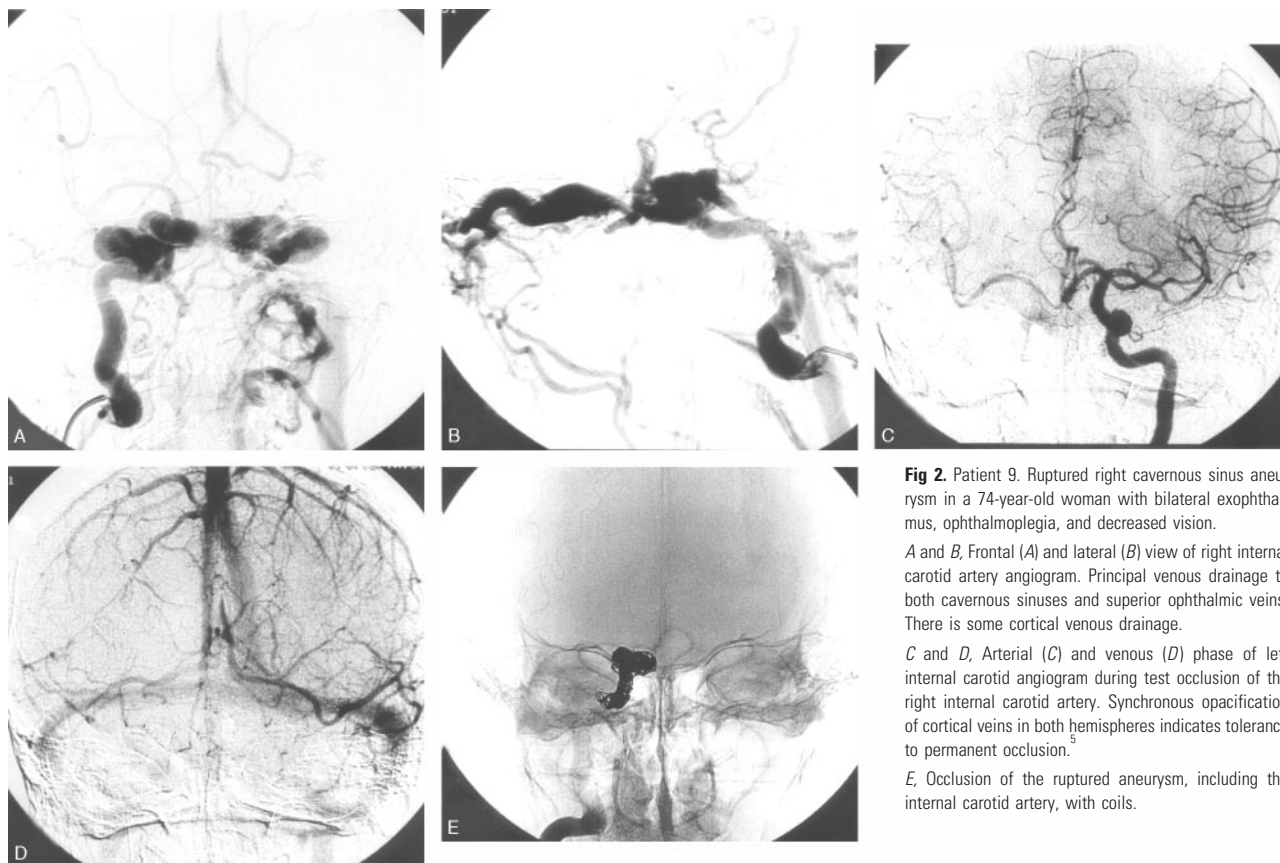 A
B
C
D
E
Fig 2. Patient 9. Ruptured right cavernous sinus aneu
rysm in a 74-year-old woman with bilateral exophthal
mus, ophthalmoplegia, and decreased vision.
A and B, Frontal (A) and lateral (B) view of right interna
carotid artery angiogram. Principal venous drainage t
both cavernous sinuses and superior ophthalmic veins
There is some cortical venous drainage.
C and D, Arterial (C) and venous (D) phase of lef
internal carotid angiogram during test occlusion of th
right internal carotid artery. Synchronous opacificatio
of cortical veins in both hemispheres indicates toleranc
to permanent occlusion.5
E, Occlusion of the ruptured aneurysm, including th
internal carotid artery, with coils.